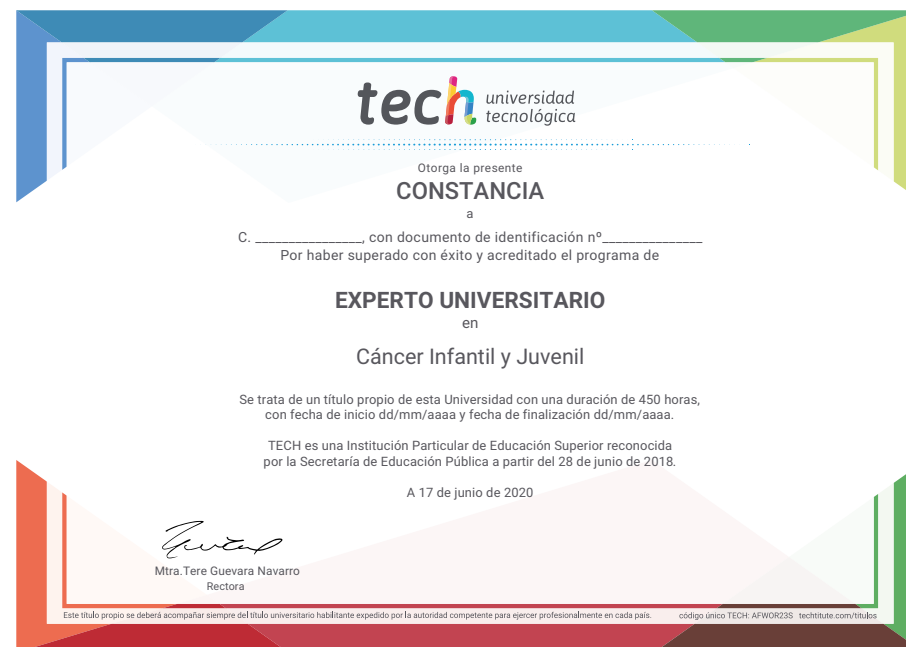 tech universidad
tecnológica
Otorga la presente
CONSTANCIA
a
C. ________________, con documento de identificación nº_______________
Por haber superado con éxito y acreditado el programa de
EXPERTO UNIVERSITARIO
en
Cáncer Infantil y Juvenil
Se trata de un título propio de esta Universidad con una duración de 450 horas,
con fecha de inicio dd/mm/aaaa y fecha de finalización dd/mm/aaaa.
TECH es una Institución Particular de Educación Superior reconocida
por la Secretaría de Educación Pública a partir del 28 de junio de 2018.
A 17 de junio de 2020
Mtra.Tere Guevara Navarro
Rectora
Este título propio se deberá acompañar siempre del título universitario habilitante expedido por la autoridad competente para ejercer profesionalmente en cada país. código único TECH: AFWOR23S techtitute.com/titulos